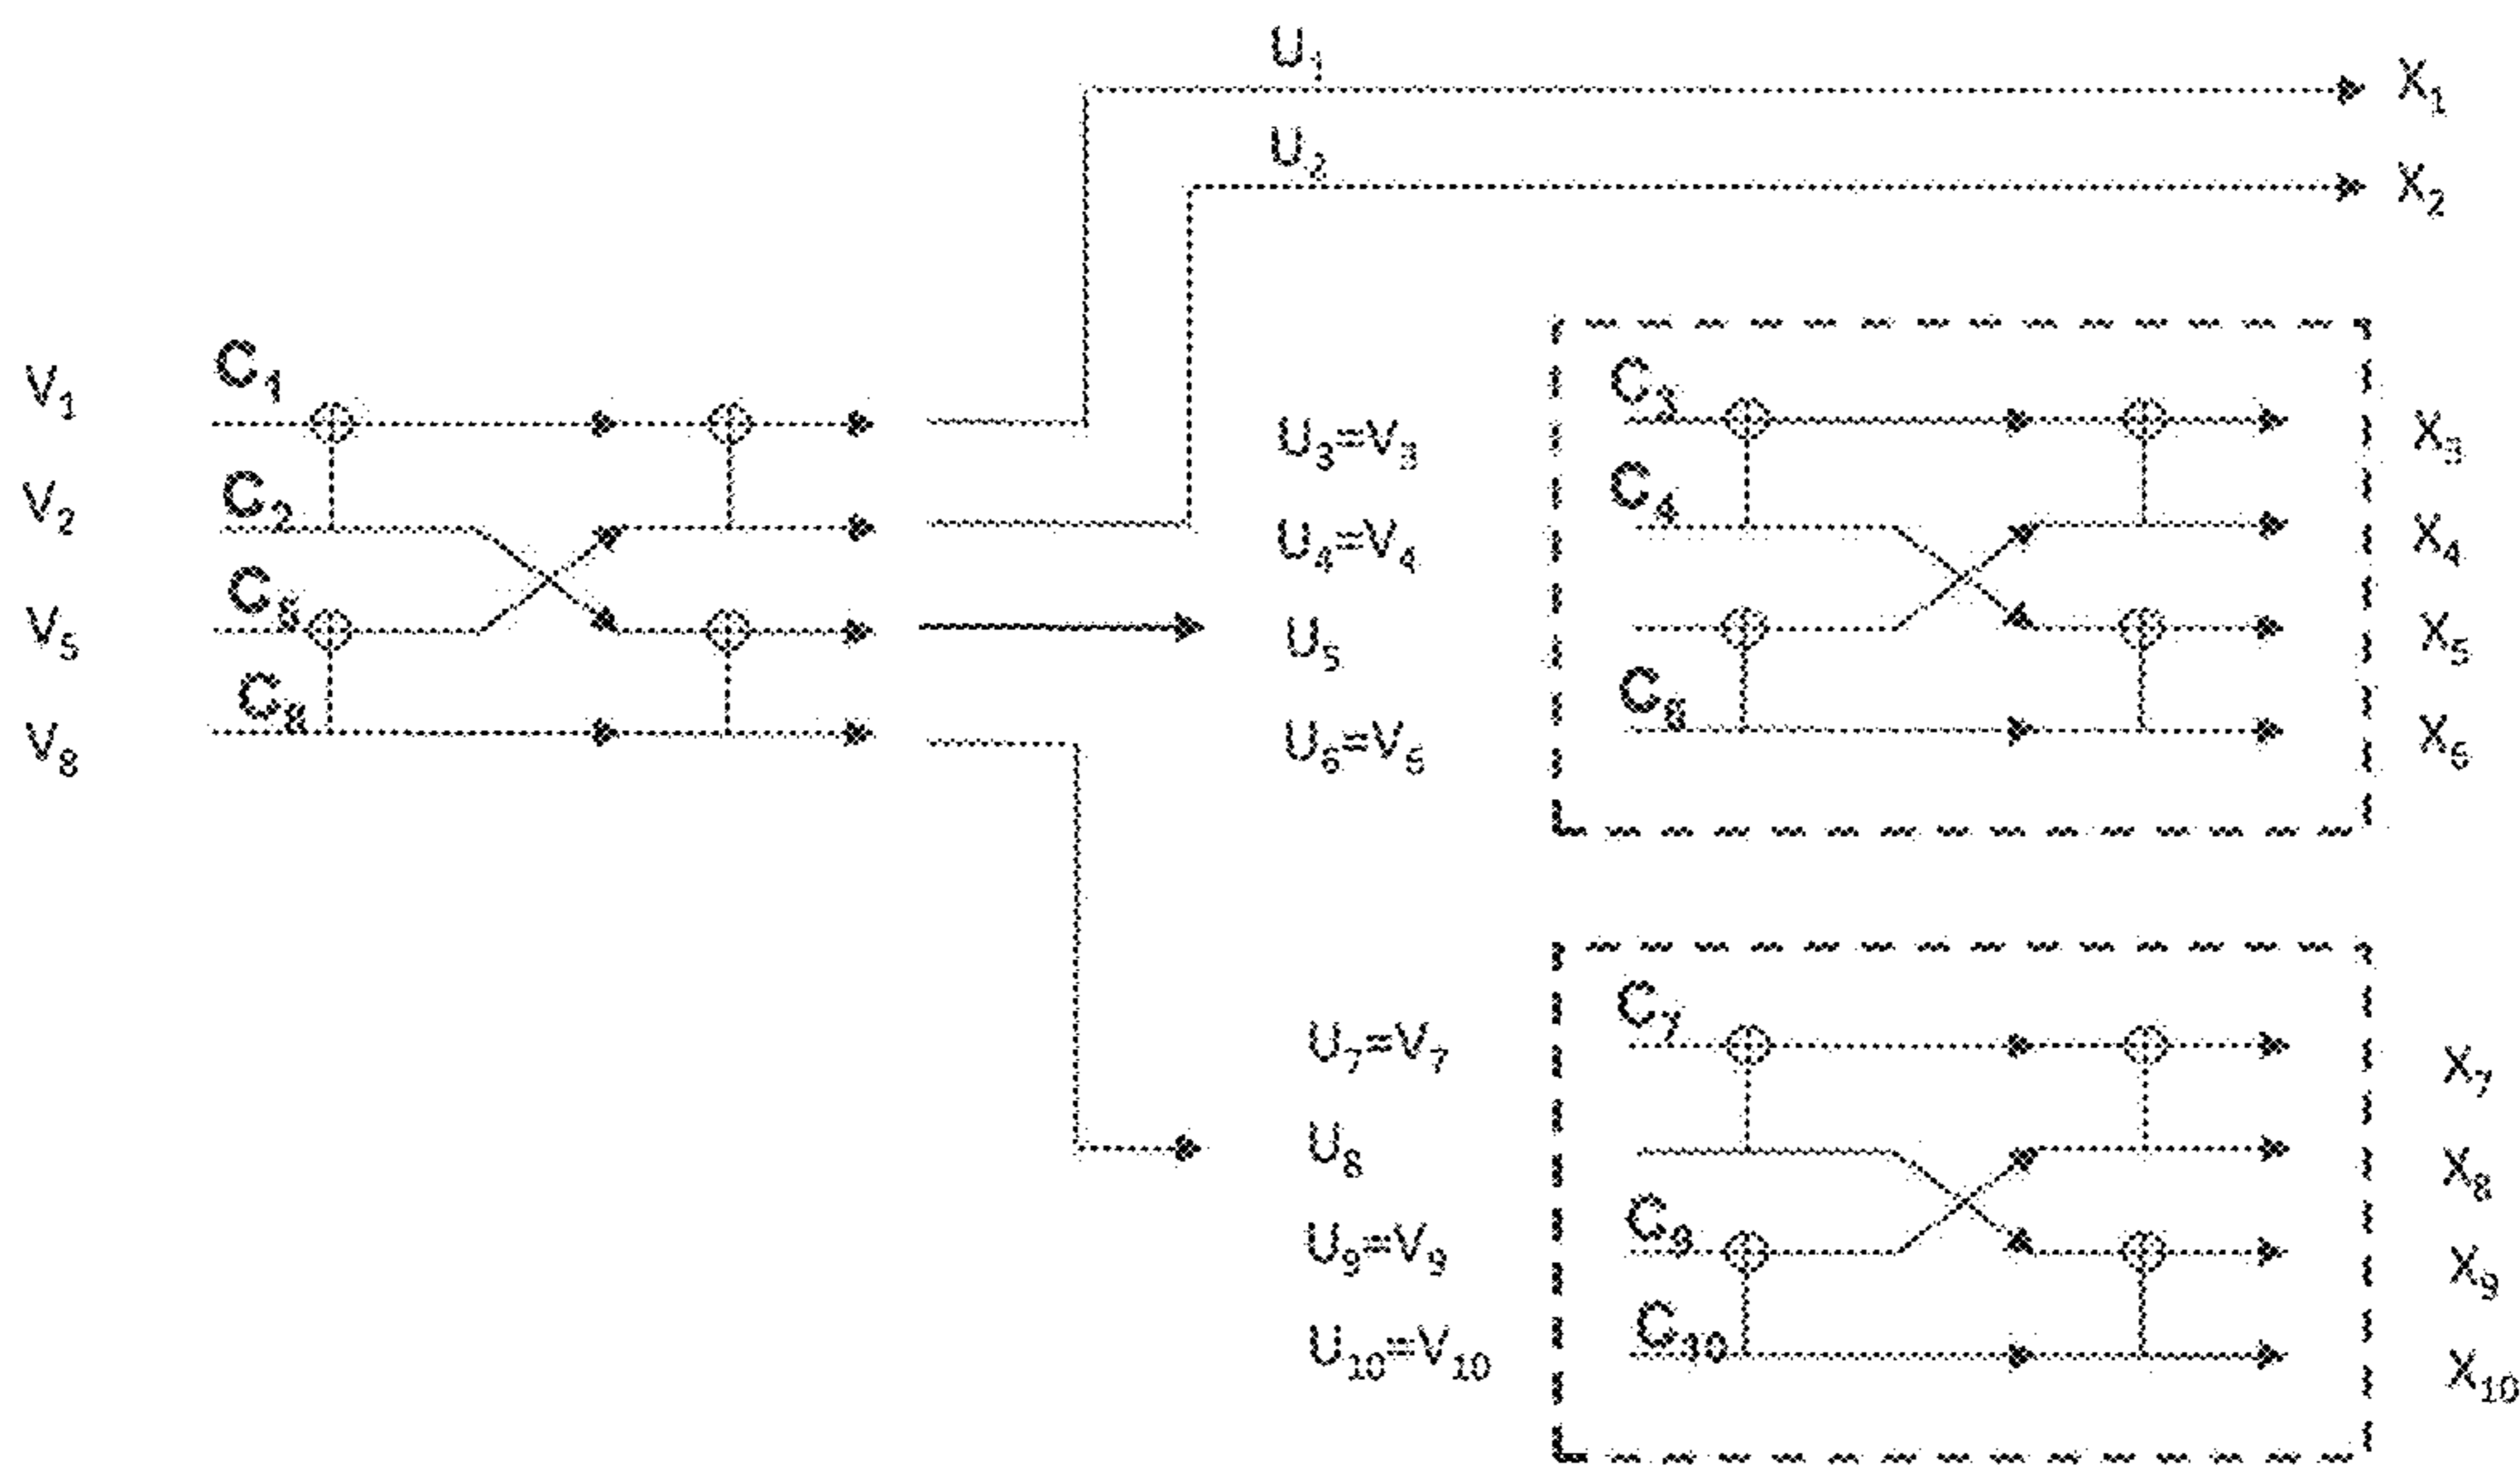 U1
X1
U2
X2
V1
C1
C3
U3=V3
X3
V2
C2
C4
U4=V4
X4
V5
C5
U5
X5
V8
C8
U6=V6
X6
C7
U7=V7
X7
U8
X8
C9
U9=V9
X9
C10
U10=V10
X10